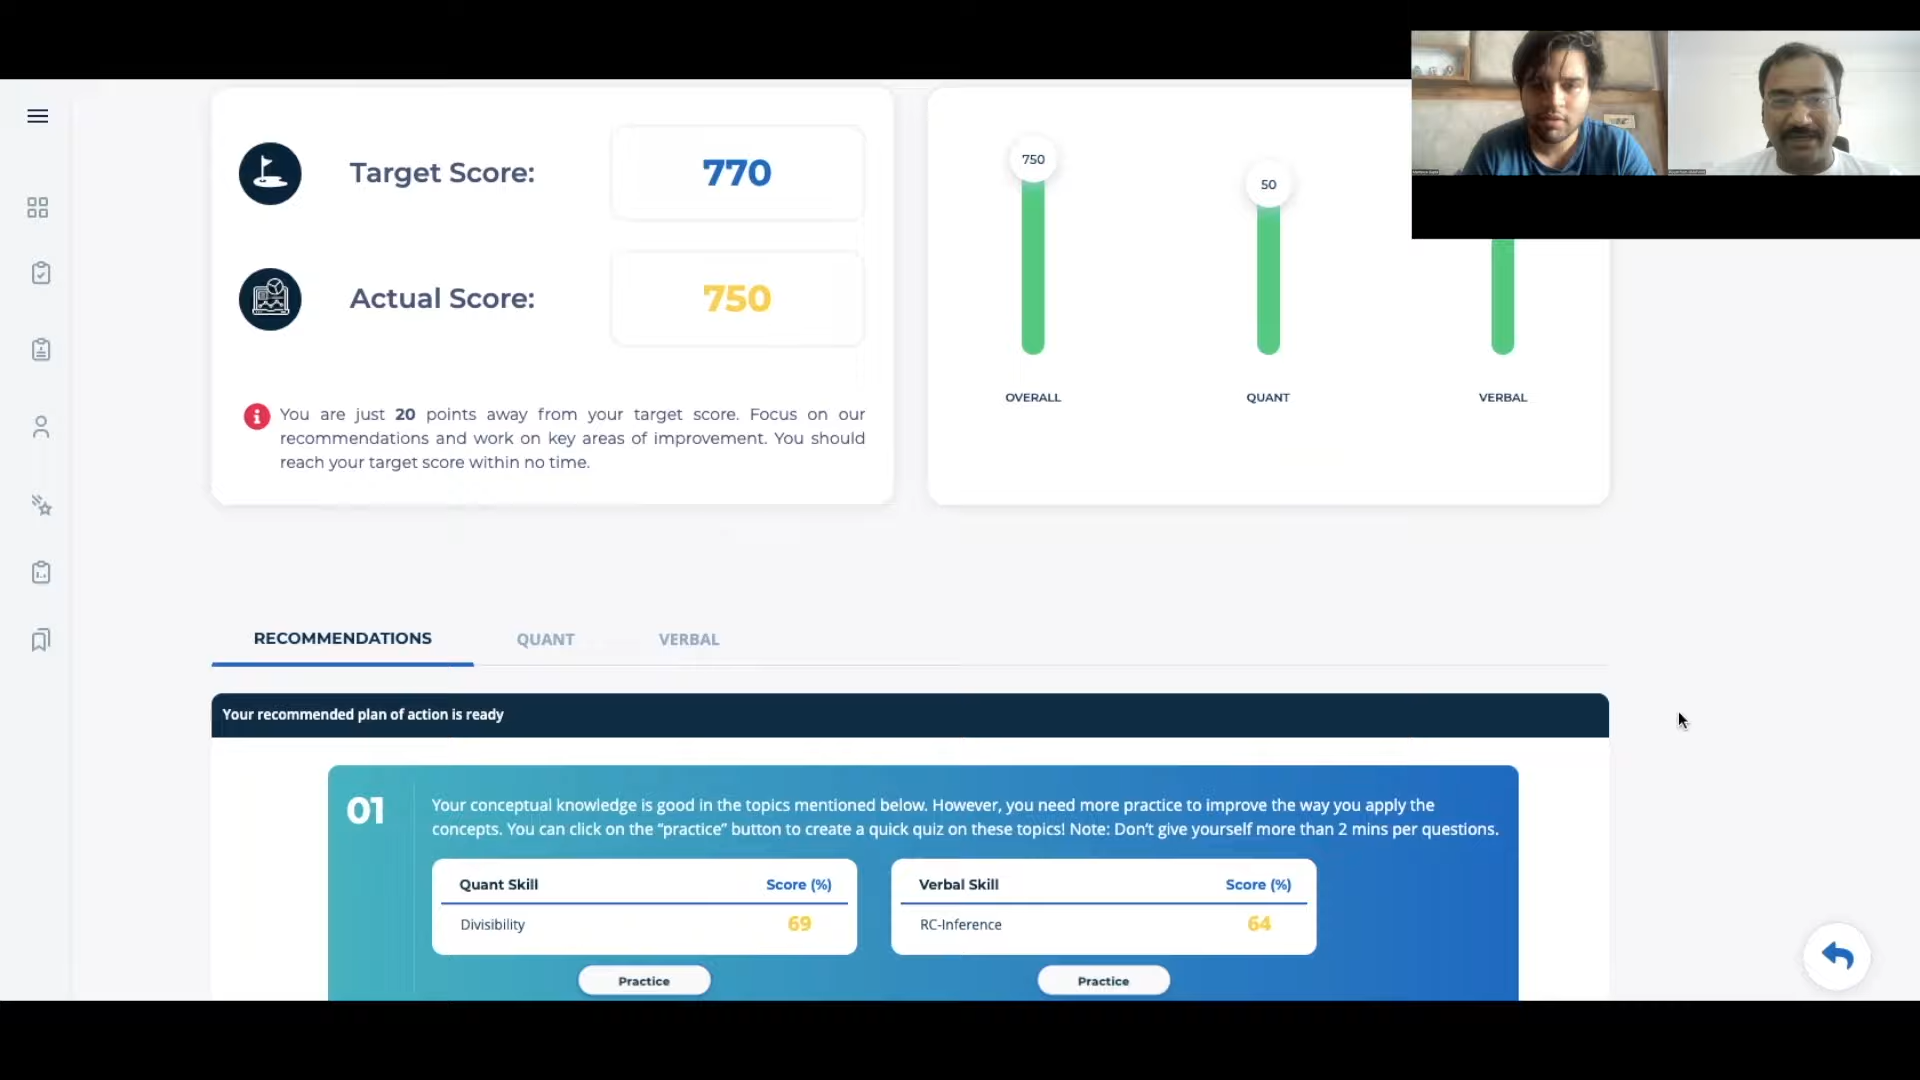 Target Score:
770
Actual Score:
750
You are just 20 points away from your target score. Focus on our
recommendations and work on key areas of improvement. You should
reach your target score within no time.
750
50
OVERALL
QUANT
VERBAL
RECOMMENDATIONS
QUANT
VERBAL
Your recommended plan of action is ready
01
Your conceptual knowledge is good in the topics mentioned below. However, you need more practice to improve the way you apply the
concepts. You can click on the “practice” button to create a quick quiz on these topics! Note: Don’t give yourself more than 2 mins per questions.
Quant Skill
Score (%)
Divisibility
69
Practice
Verbal Skill
Score (%)
RC-Inference
64
Practice